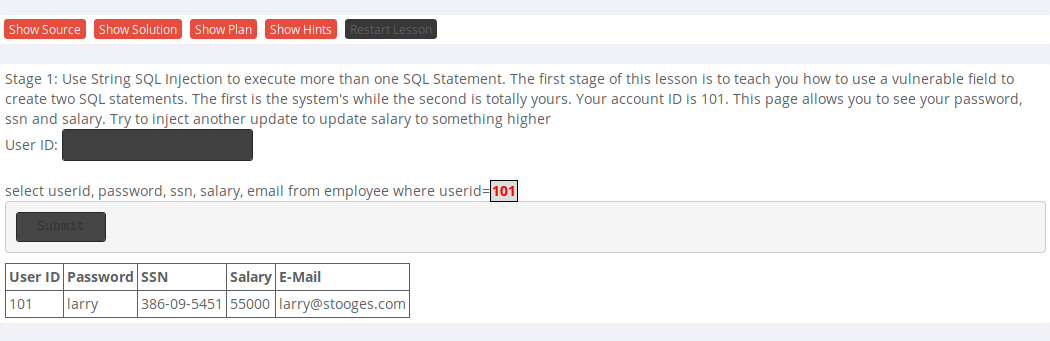 Show Source Show Solution Show Plan Show Hints Restart Lesson
Stage 1: Use String SQL Injection to execute more than one SQL Statement. The first stage of this lesson is to teach you how to use a vulnerable field to
create two SQL statements. The first is the system's while the second is totally yours. Your account ID is 101. This page allows you to see your password,
ssn and salary. Try to inject another update to update salary to something higher
User ID:
select userid, password, ssn, salary, email from employee where userid=101
Submit
User ID Password SSN Salary E-Mail
101 larry 386-09-5451 55000 larry@stooges.com